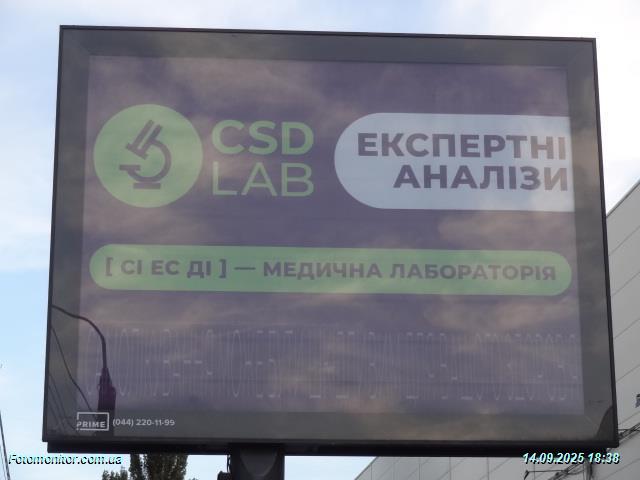 CSD
LAB
ЕКСПЕРТНІ
АНАЛІЗИ
[ СІ ЕС ДІ ] — МЕДИЧНА ЛАБОРАТОРІЯ
PRIME (044) 220-11-99
Fotomonitor.com.ua
14.09.2025 18:38